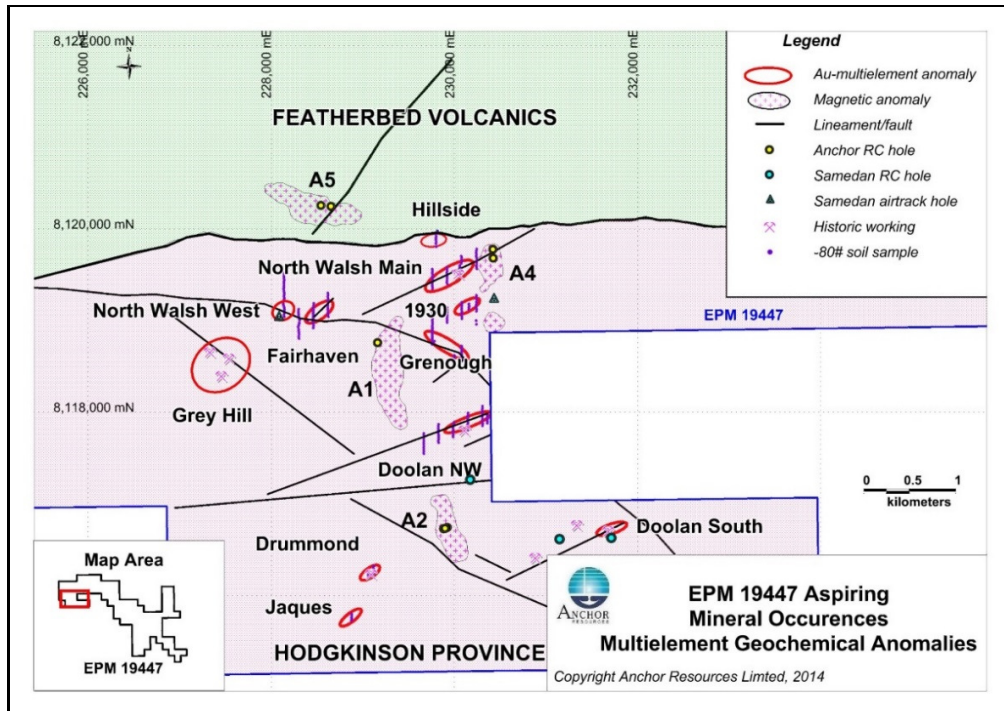 8,122,000 mN
226,000 mE
228,000 mE
230,000 mE
232,000 mE
N
Legend
Au-multielement anomaly
Magnetic anomaly
Lineament/fault
Anchor RC hole
Samedan RC hole
Samedan airtrack hole
Historic working
-80# soil sample
FEATHERBED VOLCANICS
A5
8,120,000 mN
Hillside
North Walsh Main
A4
North Walsh West
1930
EPM 19447
Fairhaven
Grenough
A1
Grey Hill
8,118,000 mN
Doolan NW
0 0.5 1
kilometers
A2
Doolan South
Drummond
Jaques
HODGKINSON PROVINCE
Map Area
EPM 19447
ANCHOR
RESOURCES
EPM 19447 Aspiring
Mineral Occurences
Multielement Geochemical Anomalies
Copyright Anchor Resources Limted, 2014